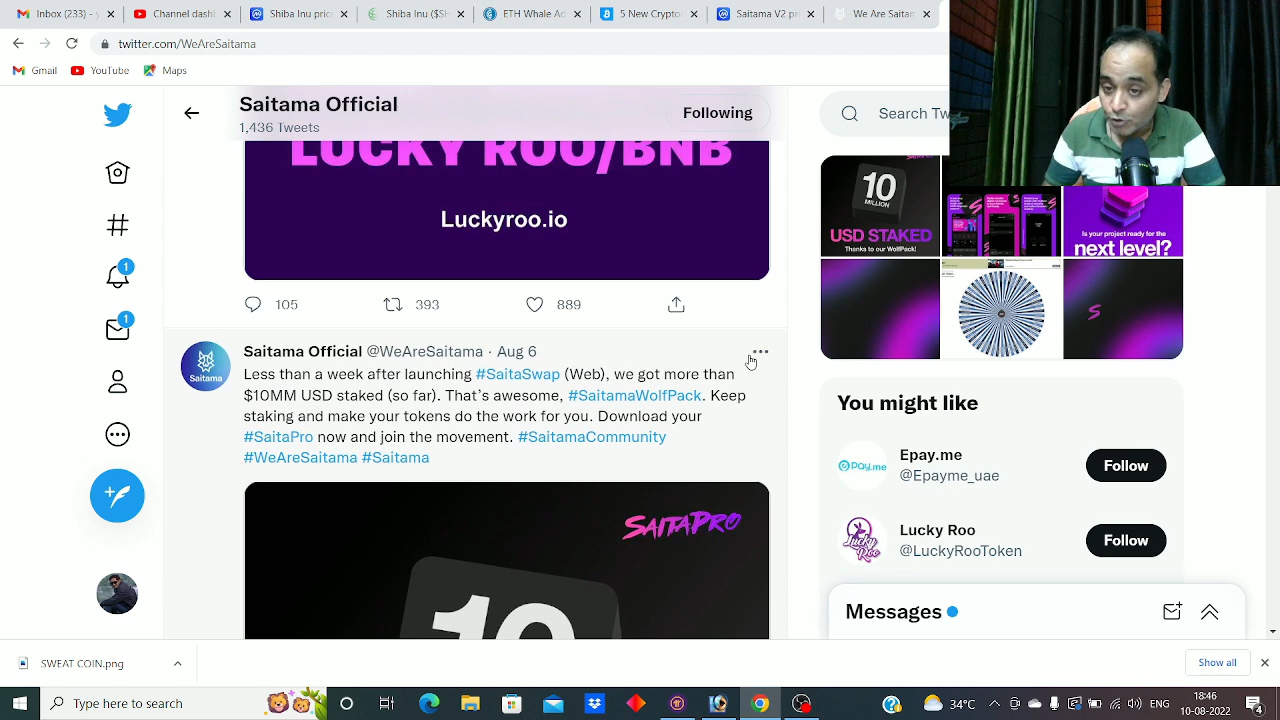 Inbox (233) -
Channel dashl
Shiba Inu pric
Shiba Inu ($S
ETH Whale Ac
5 New Crypto
Saitama V2 pr
We Are Saitam
twitter.com/WeAreSaitama
Gmail
YouTube
Maps
Saitama Official
1,436 Tweets
Following
Search Tw
LUCKY ROO/BNB
Luckyroo.io
105
393
889
10
MILLION
USD STAKED
Thanks to our WolfPack!
Is your project ready for the
next level?
Saitama Official @WeAreSaitama · Aug 6
Less than a week after launching #SaitaSwap (Web), we got more than
$10MM USD staked (so far). That's awesome, #SaitamaWolfPack. Keep
staking and make your tokens do the work for you. Download your
#SaitaPro now and join the movement. #SaitamaCommunity
#WeAreSaitama #Saitama
Saitama
SAITAPRO
10
You might like
Epay.me
@Epayme_uae
Follow
Lucky Roo
@LuckyRooToken
Follow
Messages
1
1
SWEAT COIN.png
Show all
Type here to search
34°C
18:46
10-08-2022